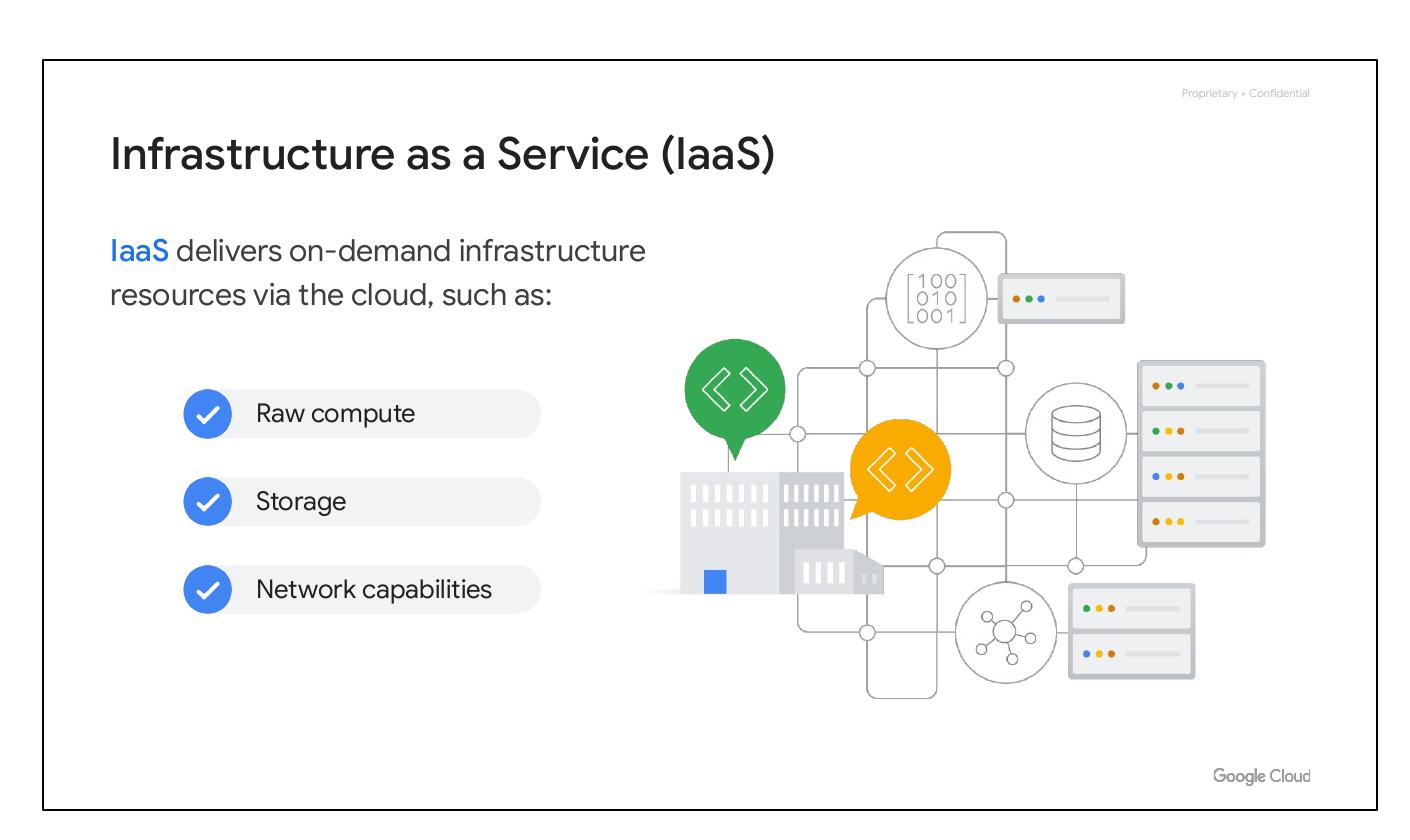 Proprietary + Confidential
Infrastructure as a Service (IaaS)
IaaS delivers on-demand infrastructure
resources via the cloud, such as:
Raw compute
Storage
Network capabilities
[100
010
001]
Google Cloud